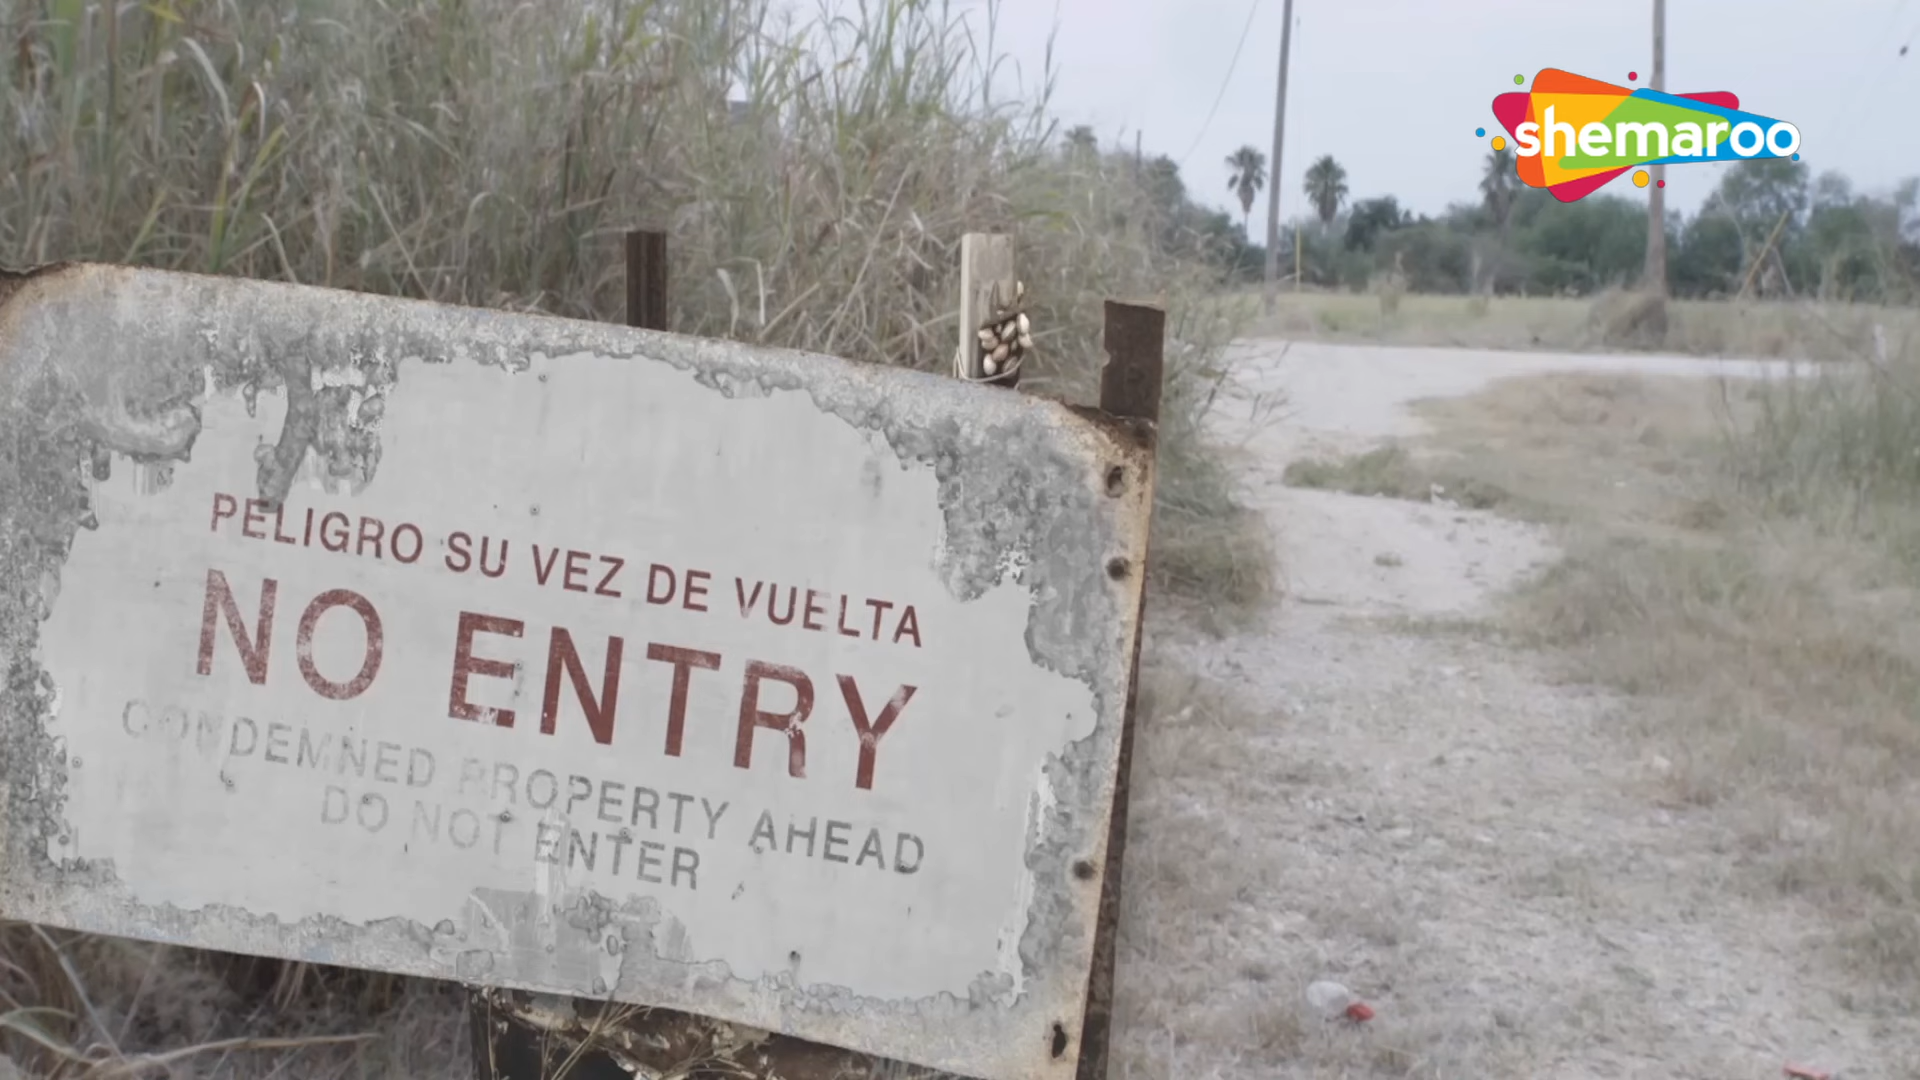 shemaroo
PELIGRO SU VEZ DE VUELTA
NO ENTRY
CONDEMNED PROPERTY AHEAD
DO NOT ENTER